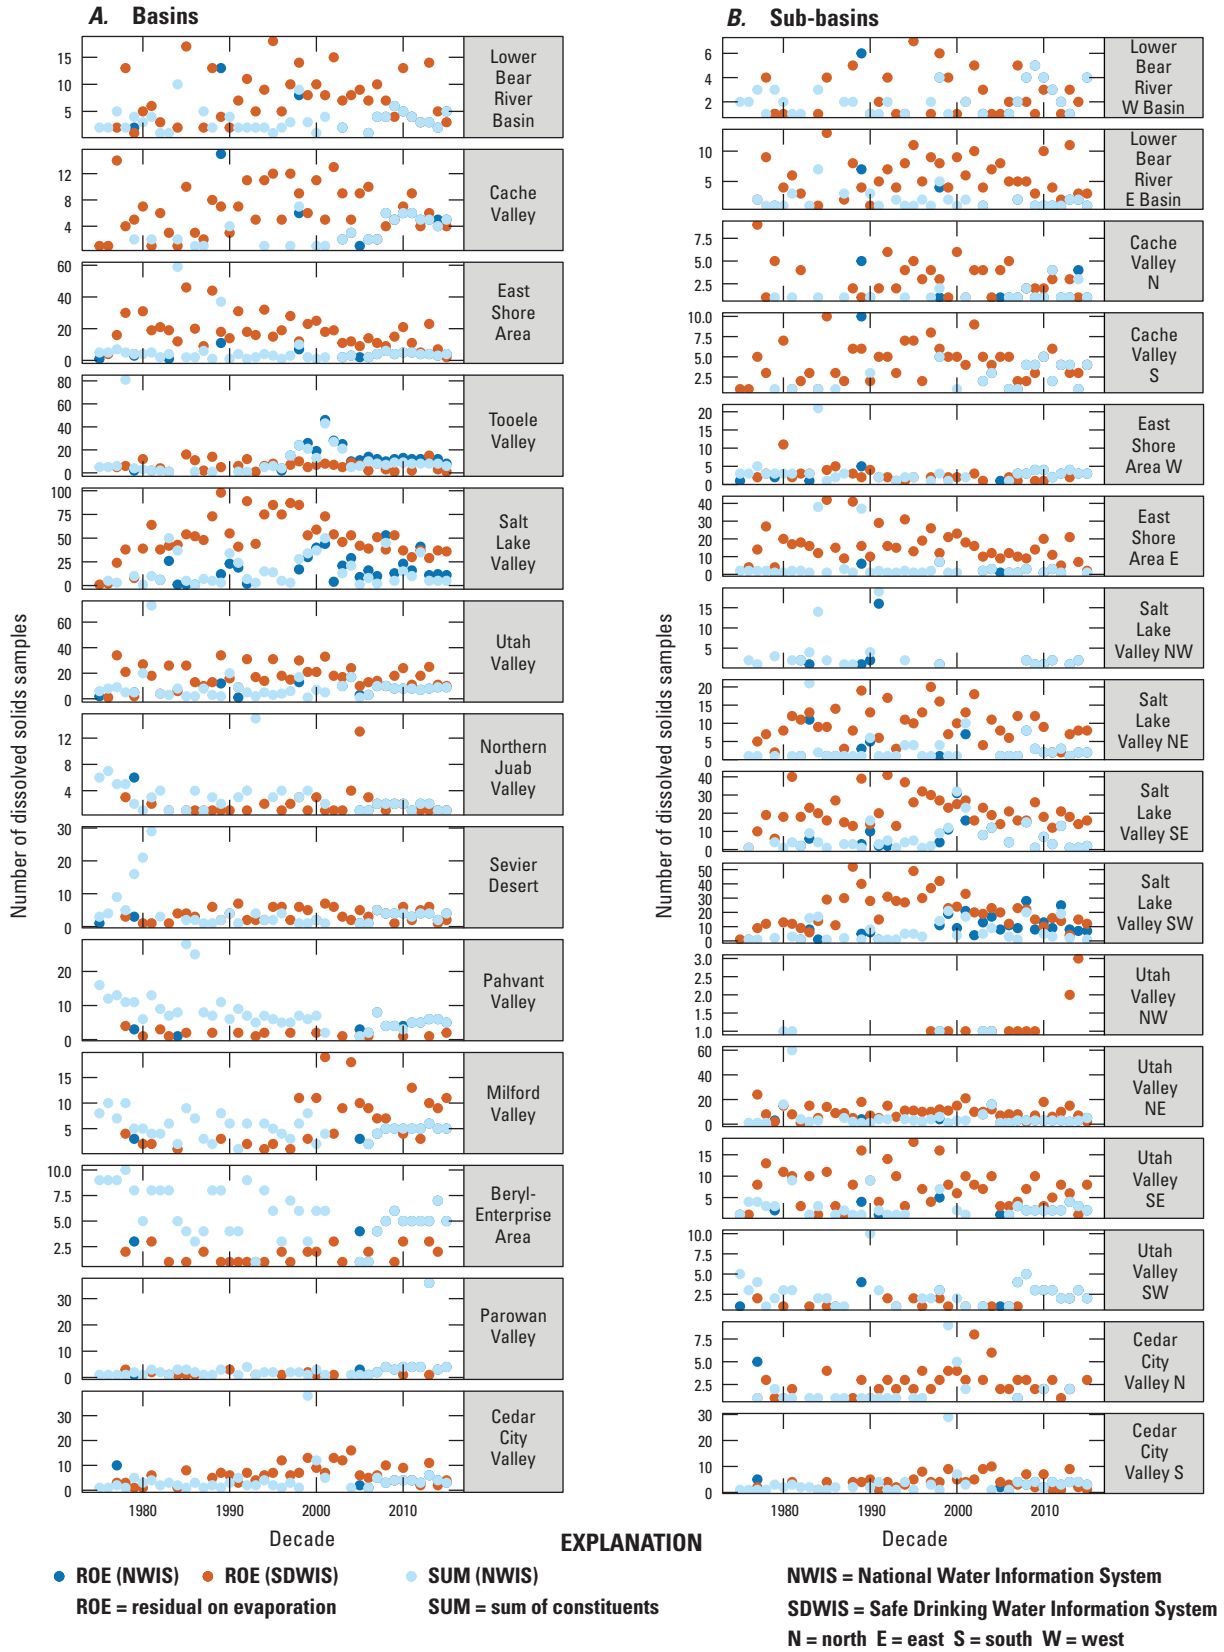 A. Basins
Number of dissolved solids samples
15
10
5
Lower
Bear
River
Basin
12
8
4
Cache
Valley
60
40
20
0
East
Shore
Area
80
60
40
20
0
Tooele
Valley
100
75
50
25
0
Salt
Lake
Valley
60
40
20
0
Utah
Valley
12
8
4
Northern
Juab
Valley
30
20
10
0
Sevier
Desert
20
10
0
Pahvant
Valley
15
10
5
Milford
Valley
10.0
7.5
5.0
2.5
Beryl-
Enterprise
Area
30
20
10
0
Parowan
Valley
30
20
10
0
Cedar
City
Valley
1980 1990 2000 2010
Decade
B. Sub-basins
Number of dissolved solids samples
6
4
2
Lower
Bear
River
W Basin
10
5
Lower
Bear
River
E Basin
7.5
5.0
2.5
Cache
Valley
N
10.0
7.5
5.0
2.5
Cache
Valley
S
20
15
10
5
0
East
Shore
Area W
40
30
20
10
0
East
Shore
Area E
15
10
5
0
Salt
Lake
Valley NW
20
15
10
5
0
Salt
Lake
Valley NE
40
30
20
10
0
Salt
Lake
Valley SE
50
40
30
20
10
0
Salt
Lake
Valley SW
3.0
2.5
2.0
1.5
1.0
Utah
Valley
NW
60
40
20
0
Utah
Valley
NE
15
10
5
Utah
Valley
SE
10.0
7.5
5.0
2.5
Utah
Valley
SW
7.5
5.0
2.5
Cedar
City
Valley N
30
20
10
0
Cedar
City
Valley S
1980 1990 2000 2010
Decade
EXPLANATION
ROE (NWIS) ROE (SDWIS) SUM (NWIS)
ROE = residual on evaporation SUM = sum of constituents
NWIS = National Water Information System
SDWIS = Safe Drinking Water Information System
N = north E = east S = south W = west